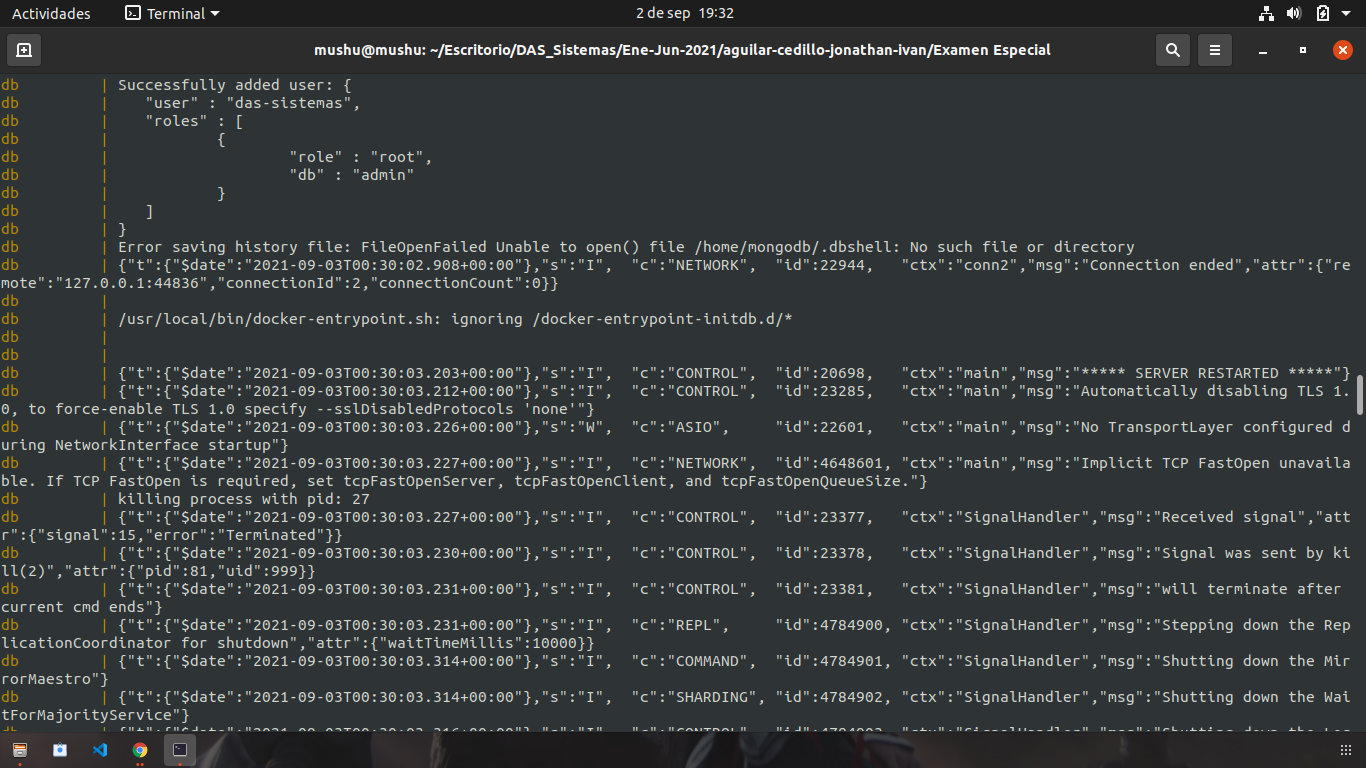 Actividades Terminal 2 de sep 19:32
mushu@mushu: ~/Escritorio/DAS_Sistemas/Ene-Jun-2021/aguilar-cedillo-jonathan-ivan/Examen Especial
db | Successfully added user: {
db | "user" : "das-sistemas",
db | "roles" : [
db | {
db | "role" : "root",
db | "db" : "admin"
db | }
db | ]
db | }
db | Error saving history file: FileOpenFailed Unable to open() file /home/mongodb/.dbshell: No such file or directory
db | {"t":{"$date":"2021-09-03T00:30:02.908+00:00"},"s":"I", "c":"NETWORK", "id":22944, "ctx":"conn2","msg":"Connection ended","attr":{"re
mote":"127.0.0.1:44836","connectionId":2,"connectionCount":0}}
db |
db | /usr/local/bin/docker-entrypoint.sh: ignoring /docker-entrypoint-initdb.d/*
db |
db |
db | {"t":{"$date":"2021-09-03T00:30:03.203+00:00"},"s":"I", "c":"CONTROL", "id":20698, "ctx":"main","msg":"***** SERVER RESTARTED *****"}
db | {"t":{"$date":"2021-09-03T00:30:03.212+00:00"},"s":"I", "c":"CONTROL", "id":23285, "ctx":"main","msg":"Automatically disabling TLS 1.
0, to force-enable TLS 1.0 specify --sslDisabledProtocols 'none'"}
db | {"t":{"$date":"2021-09-03T00:30:03.226+00:00"},"s":"W", "c":"ASIO", "id":22601, "ctx":"main","msg":"No TransportLayer configured d
uring NetworkInterface startup"}
db | {"t":{"$date":"2021-09-03T00:30:03.227+00:00"},"s":"I", "c":"NETWORK", "id":4648601, "ctx":"main","msg":"Implicit TCP FastOpen unavaila
ble. If TCP FastOpen is required, set tcpFastOpenServer, tcpFastOpenClient, and tcpFastOpenQueueSize."}
db | killing process with pid: 27
db | {"t":{"$date":"2021-09-03T00:30:03.227+00:00"},"s":"I", "c":"CONTROL", "id":23377, "ctx":"SignalHandler","msg":"Received signal","att
r":{"signal":15,"error":"Terminated"}}
db | {"t":{"$date":"2021-09-03T00:30:03.230+00:00"},"s":"I", "c":"CONTROL", "id":23378, "ctx":"SignalHandler","msg":"Signal was sent by ki
ll(2)","attr":{"pid":81,"uid":999}}
db | {"t":{"$date":"2021-09-03T00:30:03.231+00:00"},"s":"I", "c":"CONTROL", "id":23381, "ctx":"SignalHandler","msg":"will terminate after
current cmd ends"}
db | {"t":{"$date":"2021-09-03T00:30:03.231+00:00"},"s":"I", "c":"REPL", "id":4784900, "ctx":"SignalHandler","msg":"Stepping down the Rep
licationCoordinator for shutdown","attr":{"waitTimeMillis":10000}}
db | {"t":{"$date":"2021-09-03T00:30:03.314+00:00"},"s":"I", "c":"COMMAND", "id":4784901, "ctx":"SignalHandler","msg":"Shutting down the Mir
rorMaestro"}
db | {"t":{"$date":"2021-09-03T00:30:03.314+00:00"},"s":"I", "c":"SHARDING", "id":4784902, "ctx":"SignalHandler","msg":"Shutting down the Wai
tForMajorityService"}